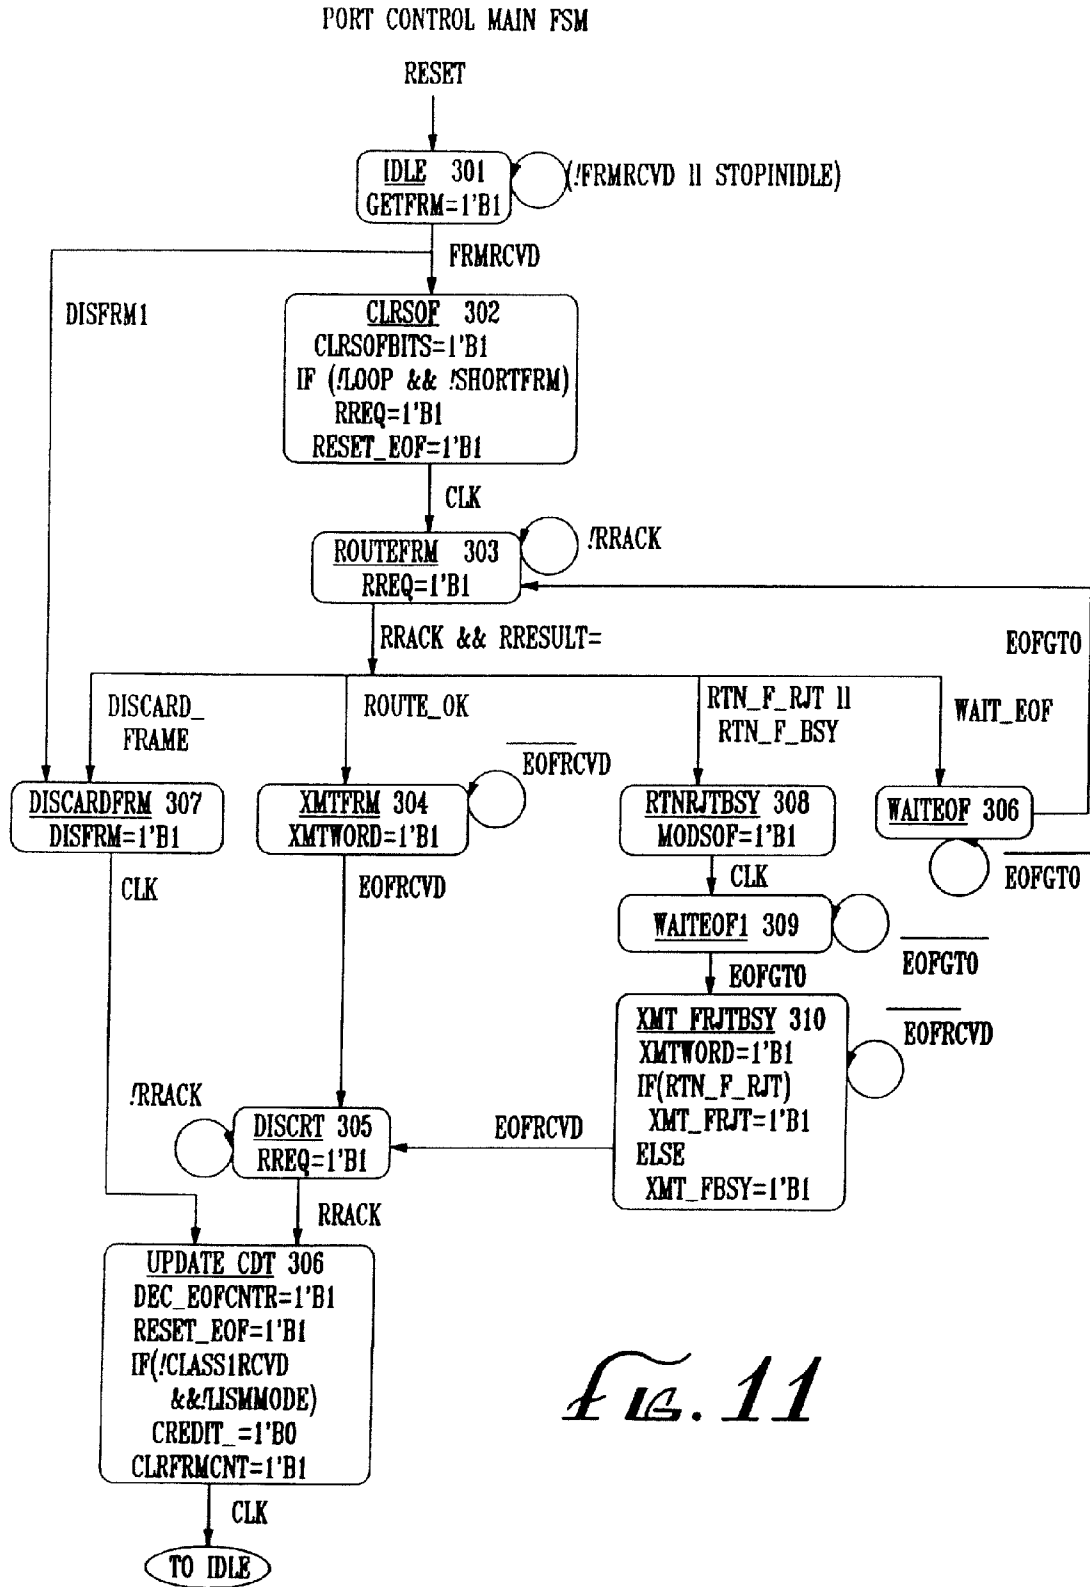 PORT CONTROL MAIN FSM
RESET
IDLE 301
GETFRM=1'B1
(!FRMRCVD || STOPINIDLE)
FRMRCVD
DISFRM1
CLRSOF 302
CLRSOFBITS=1'B1
IF (!LOOP && !SHORTFRM)
RREQ=1'B1
RESET_EOF=1'B1
CLK
ROUTEFRM 303
RREQ=1'B1
!RRACK
RRACK && RRESULT=
EOFGT0
DISCARD_
FRAME
ROUTE_OK
RTN_F_RJT ||
RTN_F_BSY
WAIT_EOF
EOFRCVD
DISCARDFRM 307
DISFRM=1'B1
XMTFRM 304
XMTWORD=1'B1
RTNRJTBSY 308
MODSOF=1'B1
WAITEOF 306
EOFGT0
CLK
EOFRCVD
CLK
WAITEOF1 309
EOFGT0
EOFGT0
XMT FRJTBSY 310
XMTWORD=1'B1
IF(RTN_F_RJT)
XMT_FRJT=1'B1
ELSE
XMT_FBSY=1'B1
EOFRCVD
!RRACK
DISCRT 305
RREQ=1'B1
EOFRCVD
RRACK
UPDATE CDT 306
DEC_EOFCNTR=1'B1
RESET_EOF=1'B1
IF(!CLASS1RCVD
&&!LISMMODE)
CREDIT_=1'B0
CLRFRMCNT=1'B1
CLK
TO IDLE
FIG. 11